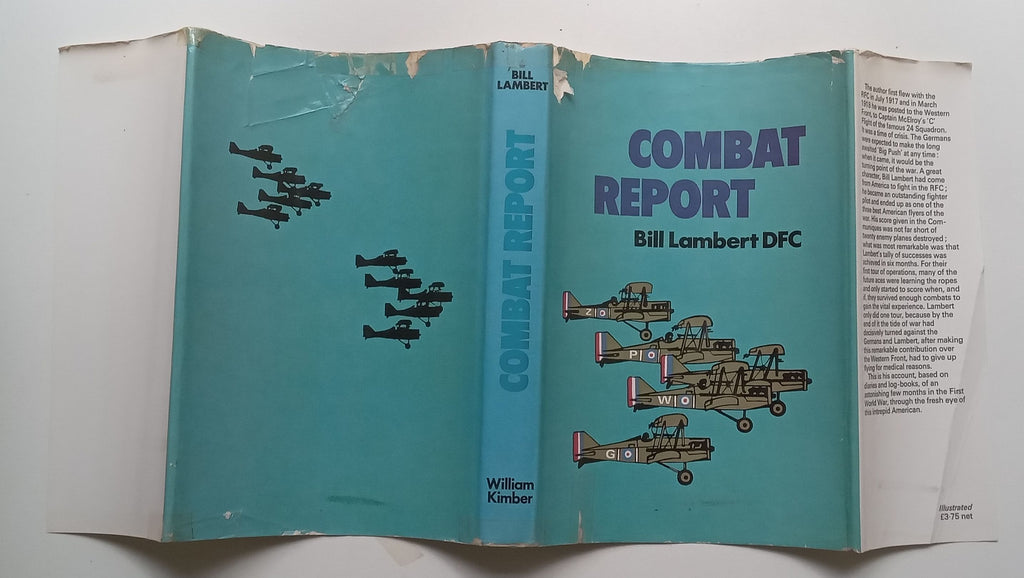 BILL
LAMBERT
COMBAT REPORT
William
Kimber
COMBAT
REPORT
Bill Lambert DFC
Z
P
W
G
The author first flew with the
RFC in July 1917 and in March
1918 he was posted to the Western
Front, to Captain McElroy's 'C'
Flight of the famous 24 Squadron.
It was a time of crisis. The Germans
were expected to make the long
awaited 'Big Push' at any time:
when it came, it would be the
turning point of the war. A great
character, Bill Lambert had come
from America to fight in the RFC;
he became an outstanding fighter
pilot and ended up as one of the
three best American flyers of the
war. His score given in the Com-
muniques was not far short of
twenty enemy planes destroyed;
what was most remarkable was that
Lambert's tally of successes was
achieved in six months. For their
first tour of operations, many of the
future aces were learning the ropes
and only started to score when, and
if, they survived enough combats to
gain the vital experience. Lambert
only did one tour, because by the
end of it the tide of war had
decisively turned against the
Germans and Lambert, after making
this remarkable contribution over
the Western Front, had to give up
flying for medical reasons.
This is his account, based on
diaries and log-books, of an
astonishing few months in the First
World War, through the fresh eye of
this intrepid American.
Illustrated
£3·75 net